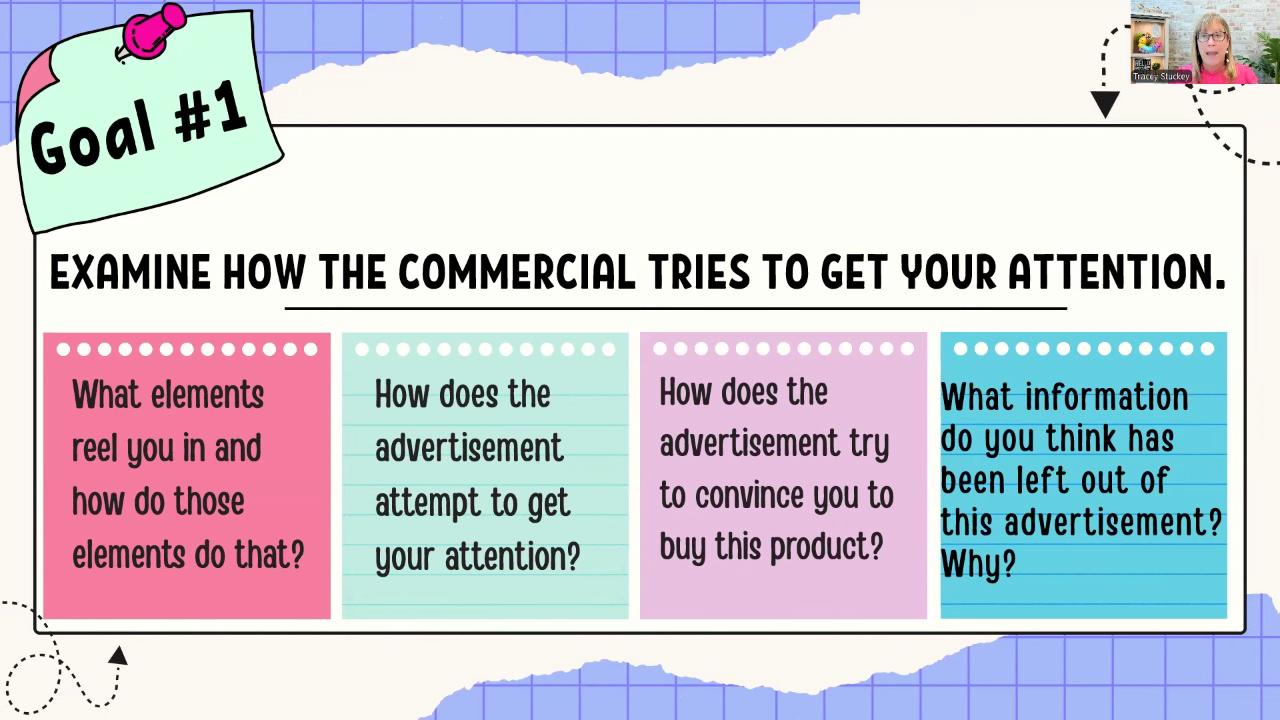 Goal #1
Tracey Stuckey
EXAMINE HOW THE COMMERCIAL TRIES TO GET YOUR ATTENTION.
What elements
reel you in and
how do those
elements do that?
How does the
advertisement
attempt to get
your attention?
How does the
advertisement try
to convince you to
buy this product?
What information
do you think has
been left out of
this advertisement?
Why?